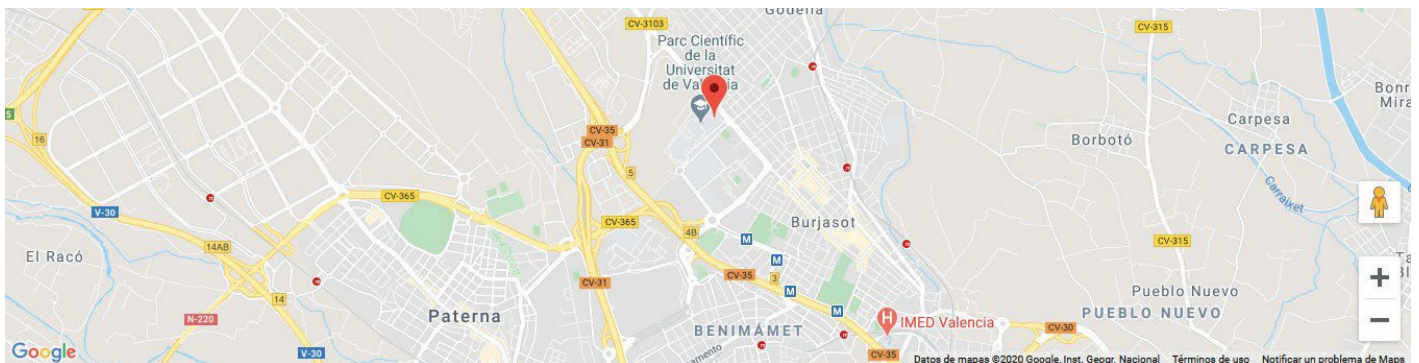 Godella
CV-3103
CV-315
Parc Científic
de la
Universitat
de València
16
CV-35
CV-31
5
Borbotó
Carpesa
CARPESA
Carraixet
CV-365
V-30
CV-365
4B
M
Burjasot
El Racó
14AB
M
CV-315
CV-35
3
CV-31
M
14
Pueblo Nuevo
PUEBLO NUEVO
N-220
Paterna
M
BENIMÀMET
H
IMED Valencia
CV-30
V-30
CV-35
Google
Datos de mapas ©2020 Google, Inst. Geogr. Nacional Términos de uso Notificar un problema de Maps